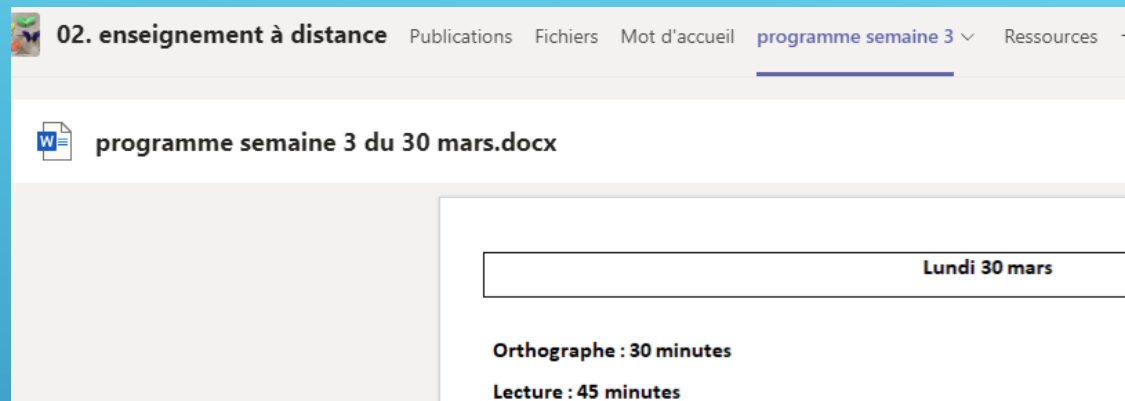 02. enseignement à distance Publications Fichiers Mot d'accueil programme semaine 3 Ressources
programme semaine 3 du 30 mars.docx
Lundi 30 mars
Orthographe : 30 minutes
Lecture : 45 minutes